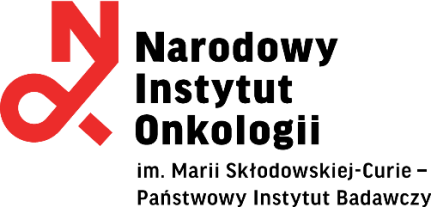 Narodowy
Instytut
Onkologii
im. Marii Skłodowskiej-Curie –
Państwowy Instytut Badawczy